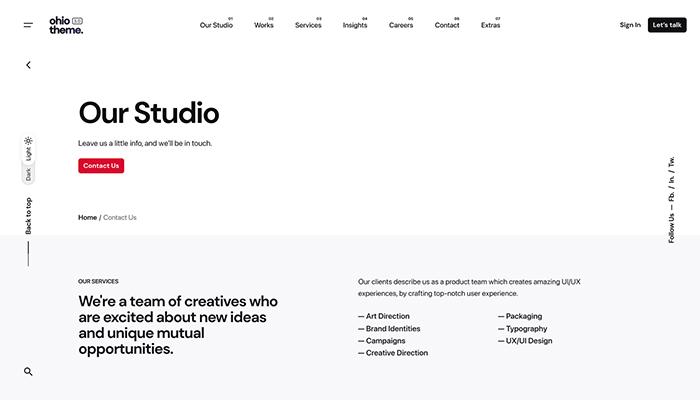 ohio
theme.
01 02 03 04 05 06 07
Our Studio Works Services Insights Careers Contact Extras
Sign In Let's talk
Our Studio
Leave us a little info, and we'll be in touch.
Contact Us
Home / Contact Us
Light
Dark
Back to top
Follow Us — Fb. / In. / Tw.
OUR SERVICES
We're a team of creatives who
are excited about new ideas
and unique mutual
opportunities.
Our clients describe us as a product team which creates amazing UI/UX
experiences, by crafting top-notch user experience.
— Art Direction
— Brand Identities
— Campaigns
— Creative Direction
— Packaging
— Typography
— UX/UI Design